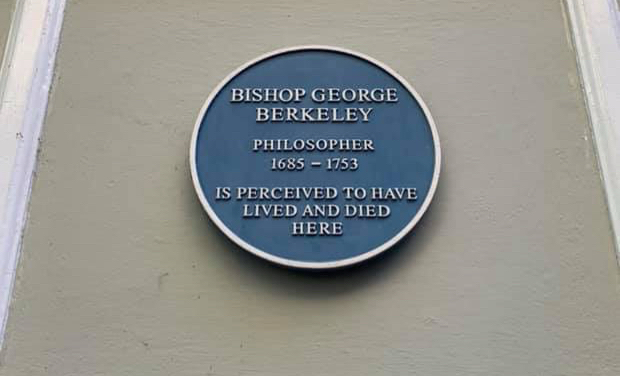 BISHOP GEORGE
BERKELEY
PHILOSOPHER
1685 – 1753
IS PERCEIVED TO HAVE
LIVED AND DIED
HERE